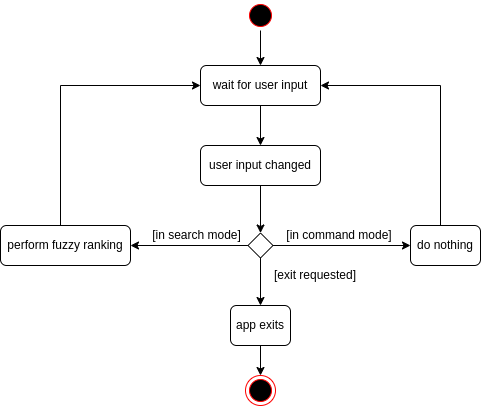 wait for user input
user input changed
[in search mode]
[in command mode]
perform fuzzy ranking
do nothing
[exit requested]
app exits